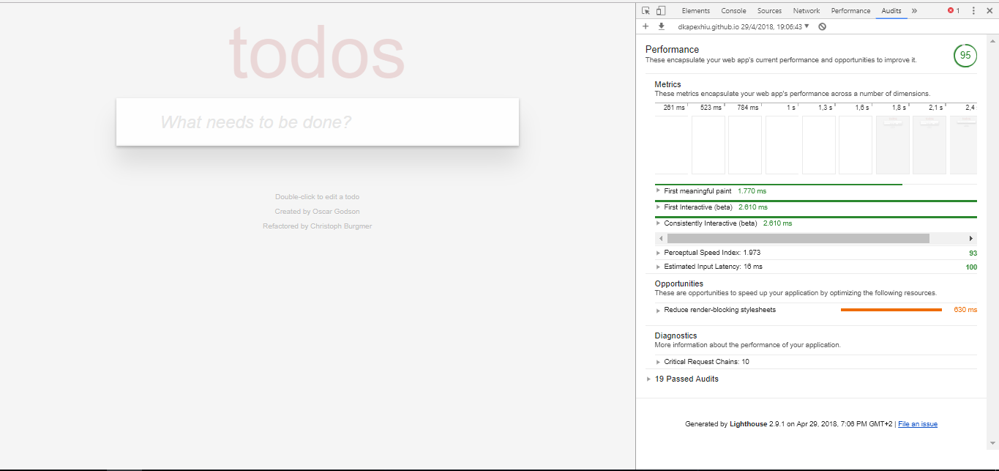 todos
What needs to be done?
Double-click to edit a todo
Created by Oscar Godson
Refactored by Christoph Burgmer
Elements Console Sources Network Performance Audits » 1
dkapexhiu.github.io 29/4/2018, 19:06:43 ▼
Performance
These encapsulate your web app's current performance and opportunities to improve it.
95
Metrics
These metrics encapsulate your web app's performance across a number of dimensions.
261 ms 523 ms 784 ms 1 s 1,3 s 1,6 s 1,8 s 2,1 s 2,4
First meaningful paint 1.770 ms
First Interactive (beta) 2.610 ms
Consistently Interactive (beta) 2.610 ms
Perceptual Speed Index: 1.973 93
Estimated Input Latency: 16 ms 100
Opportunities
These are opportunities to speed up your application by optimizing the following resources.
Reduce render-blocking stylesheets 630 ms
Diagnostics
More information about the performance of your application.
Critical Request Chains: 10
19 Passed Audits
Generated by Lighthouse 2.9.1 on Apr 29, 2018, 7:06 PM GMT+2 | File an issue